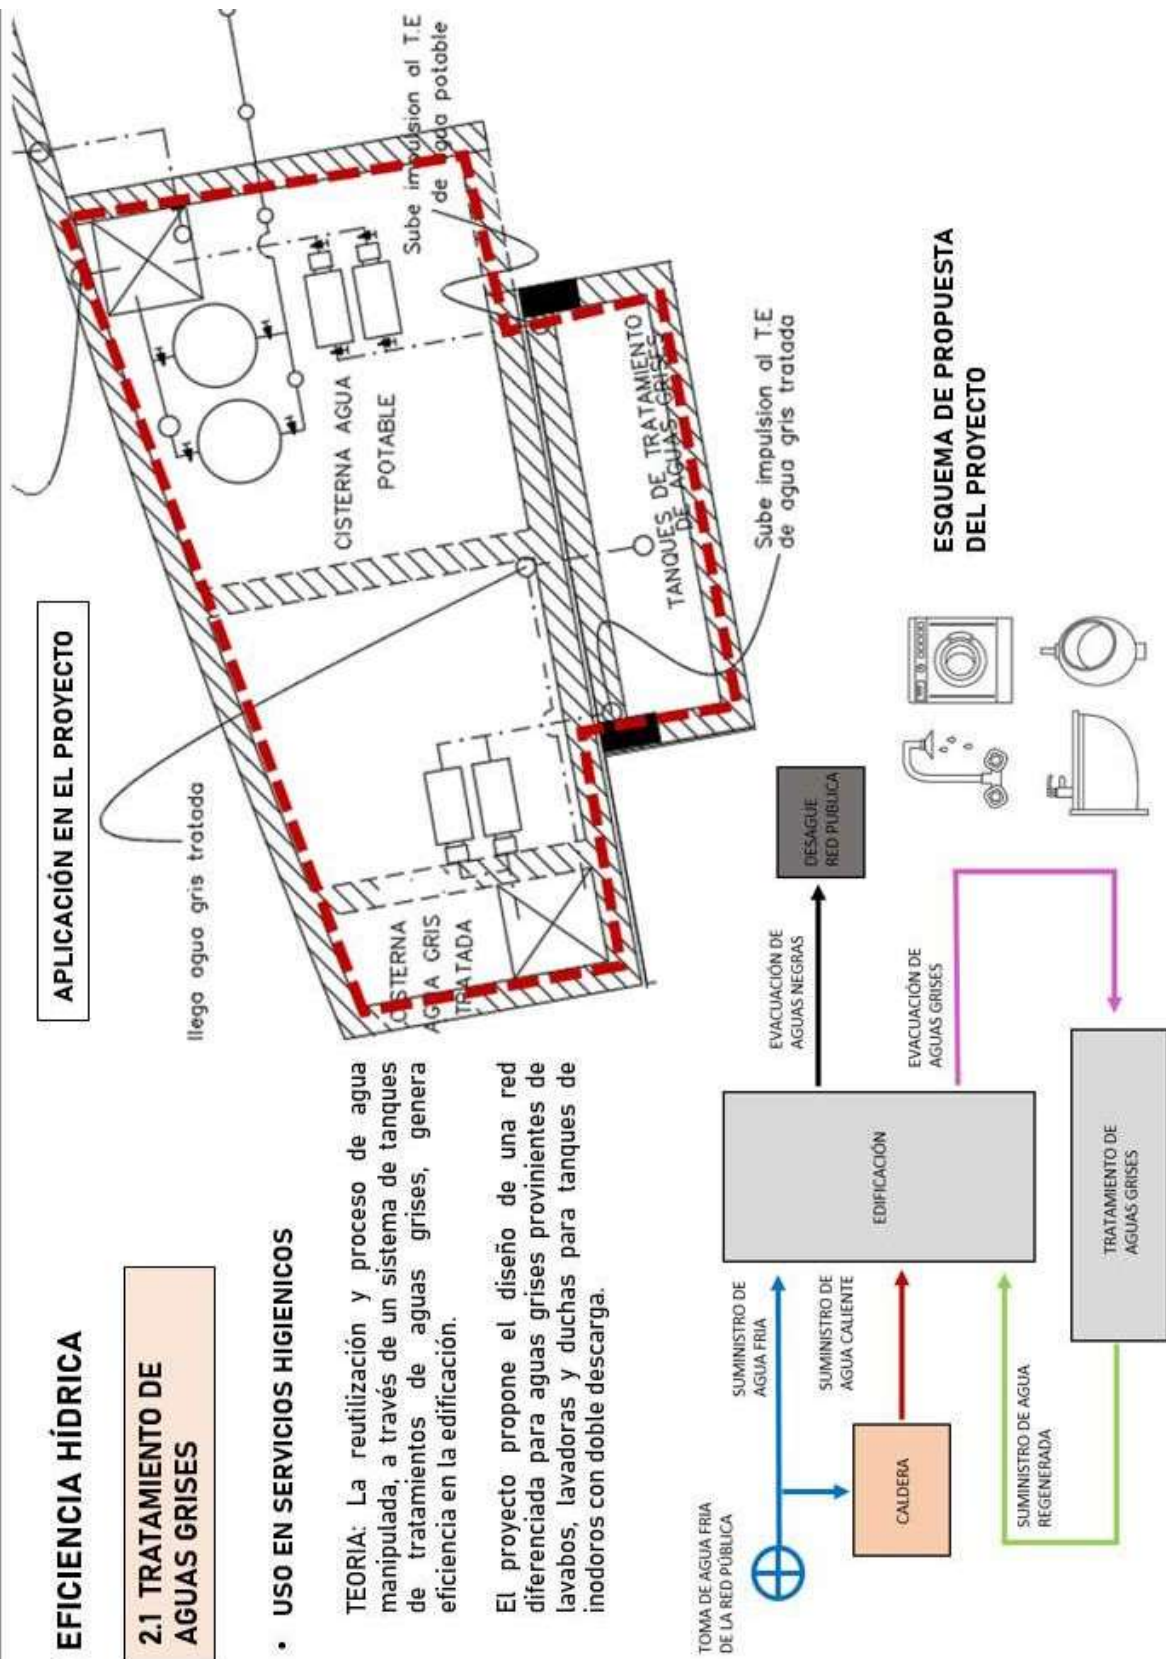 EFICIENCIA HÍDRICA
2.1 TRATAMIENTO DE
AGUAS GRISES
• USO EN SERVICIOS HIGIENICOS
TEORIA: La reutilización y proceso de agua
manipulada, a través de un sistema de tanques
de tratamientos de aguas grises, genera
eficiencia en la edificación.
El proyecto propone el diseño de una red
diferenciada para aguas grises provinientes de
lavabos, lavadoras y duchas para tanques de
inodoros con doble descarga.
APLICACIÓN EN EL PROYECTO
llega agua gris tratada
CISTERNA
AGUA GRIS
TRATADA
CISTERNA AGUA
POTABLE
Sube impulsion al T.E
de agua potable
TANQUES DE TRATAMIENTO
DE AGUAS GRISES
Sube impulsion al T.E
de agua gris tratada
TOMA DE AGUA FRIA
DE LA RED PÚBLICA
SUMINISTRO DE
AGUA FRIA
SUMINISTRO DE
AGUA CALIENTE
CALDERA
SUMINISTRO DE AGUA
REGENERADA
EDIFICACIÓN
TRATAMIENTO DE
AGUAS GRISES
EVACUACIÓN DE
AGUAS NEGRAS
EVACUACIÓN DE
AGUAS GRISES
DESAGUE
RED PUBLICA
ESQUEMA DE PROPUESTA
DEL PROYECTO